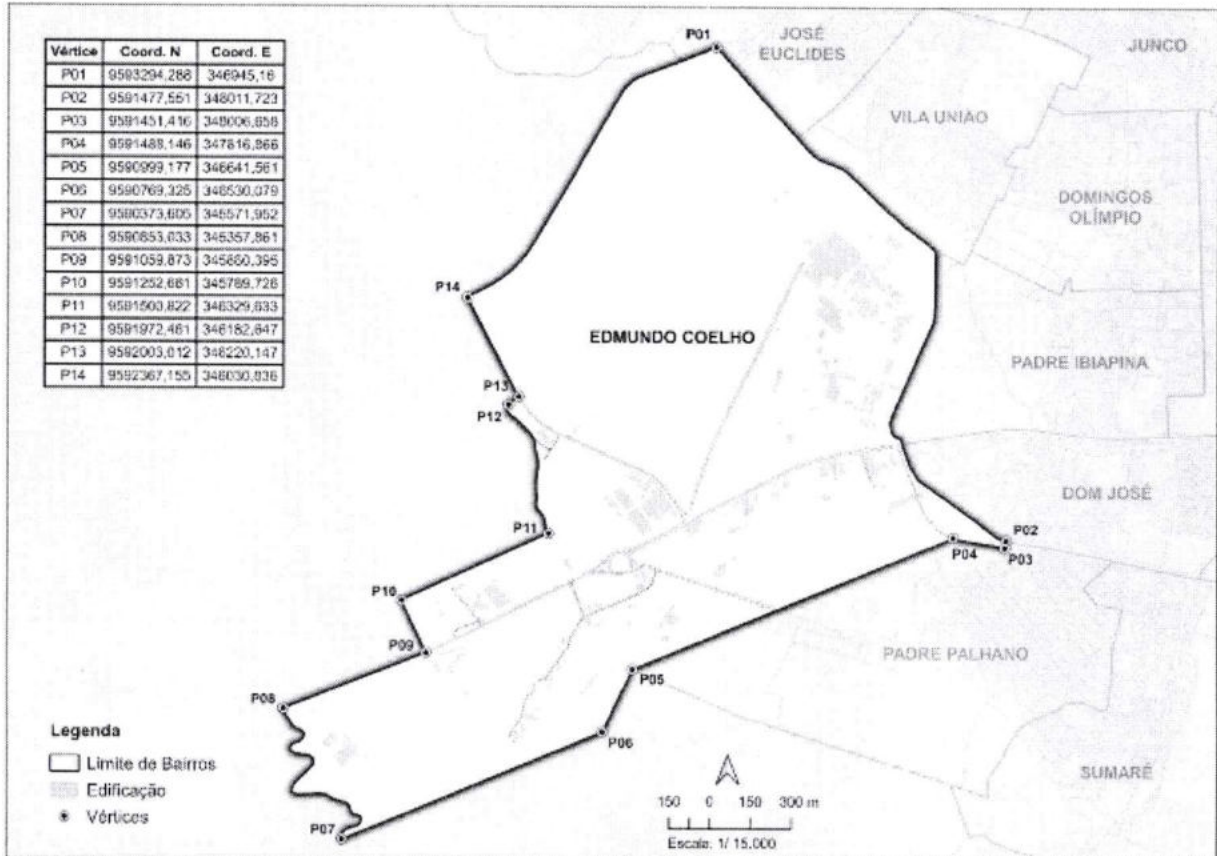 Vértice Coord. N Coord. E
P01 9593294,288 346945,16
P02 9591477,551 348011,723
P03 9591451,416 348006,658
P04 9591488,146 347816,866
P05 9590999,177 346641,561
P06 9590769,325 346530,079
P07 9590373,605 345571,952
P08 9590853,033 345357,861
P09 9591059,873 345880,395
P10 9591252,661 345789,726
P11 9591500,822 346329,633
P12 9591972,461 346182,647
P13 9592003,012 346220,147
P14 9592367,155 346030,836
P01
JOSÉ
EUCLIDES
JUNCO
VILA UNIÃO
DOMINGOS
OLÍMPIO
P14
EDMUNDO COELHO
PADRE IBIAPINA
P13
P12
DOM JOSÉ
P11
P02
P04
P03
P10
P09
PADRE PALHANO
P05
P08
P06
SUMARÉ
P07
Legenda
Limite de Bairros
Edificação
Vértices
150 0 150 300 m
Escala: 1/ 15.000